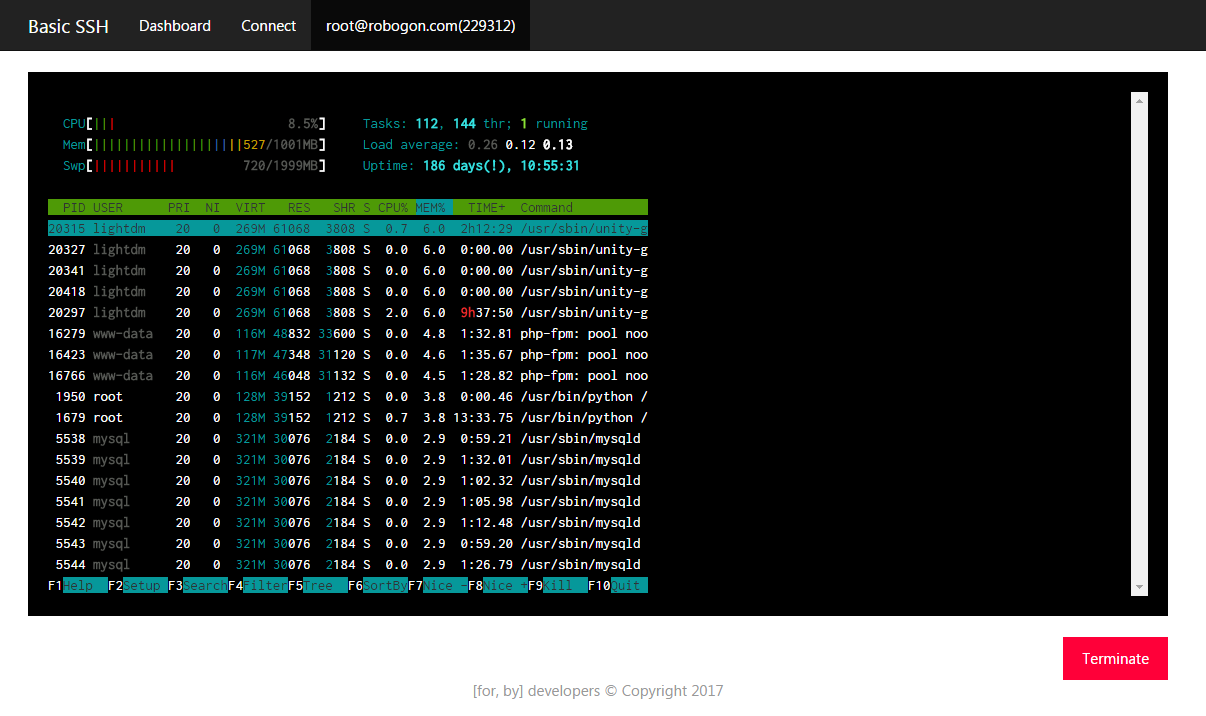 Basic SSH Dashboard Connect root@robogon.com(229312)
CPU[||| 8.5%] Tasks: 112, 144 thr; 1 running
Mem[||||||||||||||||||||527/1001MB] Load average: 0.26 0.12 0.13
Swp[||||||||||| 720/1999MB] Uptime: 186 days(!), 10:55:31
PID USER PRI NI VIRT RES SHR S CPU% MEM% TIME+ Command
20315 lightdm 20 0 269M 61068 3808 S 0.7 6.0 2h12:29 /usr/sbin/unity-g
20327 lightdm 20 0 269M 61068 3808 S 0.0 6.0 0:00.00 /usr/sbin/unity-g
20341 lightdm 20 0 269M 61068 3808 S 0.0 6.0 0:00.00 /usr/sbin/unity-g
20418 lightdm 20 0 269M 61068 3808 S 0.0 6.0 0:00.00 /usr/sbin/unity-g
20297 lightdm 20 0 269M 61068 3808 S 2.0 6.0 9h37:50 /usr/sbin/unity-g
16279 www-data 20 0 116M 48832 33600 S 0.0 4.8 1:32.81 php-fpm: pool noo
16423 www-data 20 0 117M 47348 31120 S 0.0 4.6 1:35.67 php-fpm: pool noo
16766 www-data 20 0 116M 46048 31132 S 0.0 4.5 1:28.82 php-fpm: pool noo
1950 root 20 0 128M 39152 1212 S 0.0 3.8 0:00.46 /usr/bin/python /
1679 root 20 0 128M 39152 1212 S 0.7 3.8 13:33.75 /usr/bin/python /
5538 mysql 20 0 321M 30076 2184 S 0.0 2.9 0:59.21 /usr/sbin/mysqld
5539 mysql 20 0 321M 30076 2184 S 0.0 2.9 1:32.01 /usr/sbin/mysqld
5540 mysql 20 0 321M 30076 2184 S 0.0 2.9 1:02.32 /usr/sbin/mysqld
5541 mysql 20 0 321M 30076 2184 S 0.0 2.9 1:05.98 /usr/sbin/mysqld
5542 mysql 20 0 321M 30076 2184 S 0.0 2.9 1:12.48 /usr/sbin/mysqld
5543 mysql 20 0 321M 30076 2184 S 0.0 2.9 0:59.20 /usr/sbin/mysqld
5544 mysql 20 0 321M 30076 2184 S 0.0 2.9 1:26.79 /usr/sbin/mysqld
F1Help F2Setup F3SearchF4FilterF5Tree F6SortByF7Nice -F8Nice +F9Kill F10Quit
Terminate
[for, by] developers © Copyright 2017